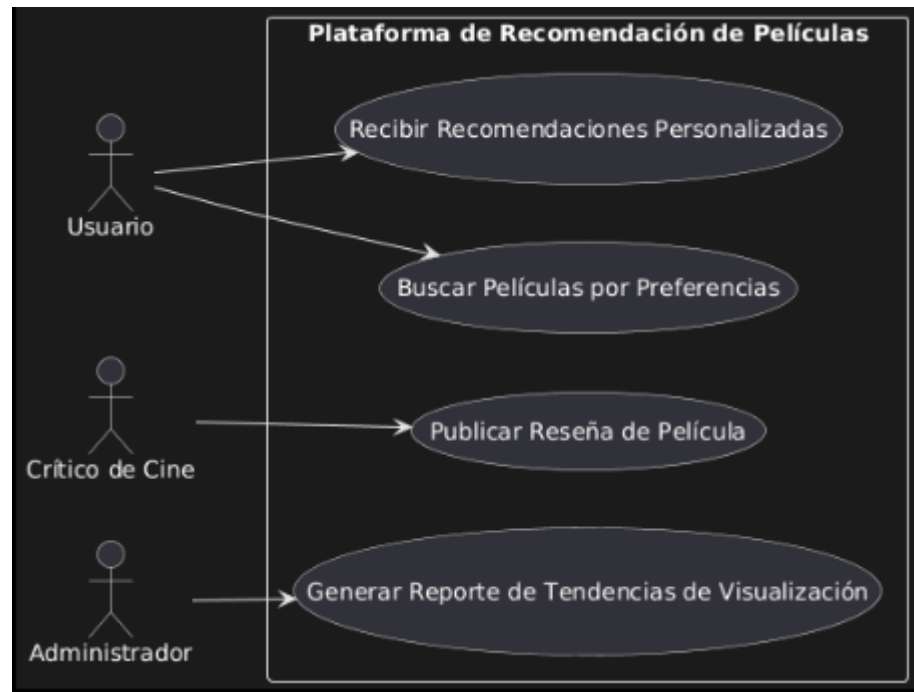 Plataforma de Recomendación de Películas
Recibir Recomendaciones Personalizadas
Usuario
Buscar Películas por Preferencias
Publicar Reseña de Película
Crítico de Cine
Generar Reporte de Tendencias de Visualización
Administrador